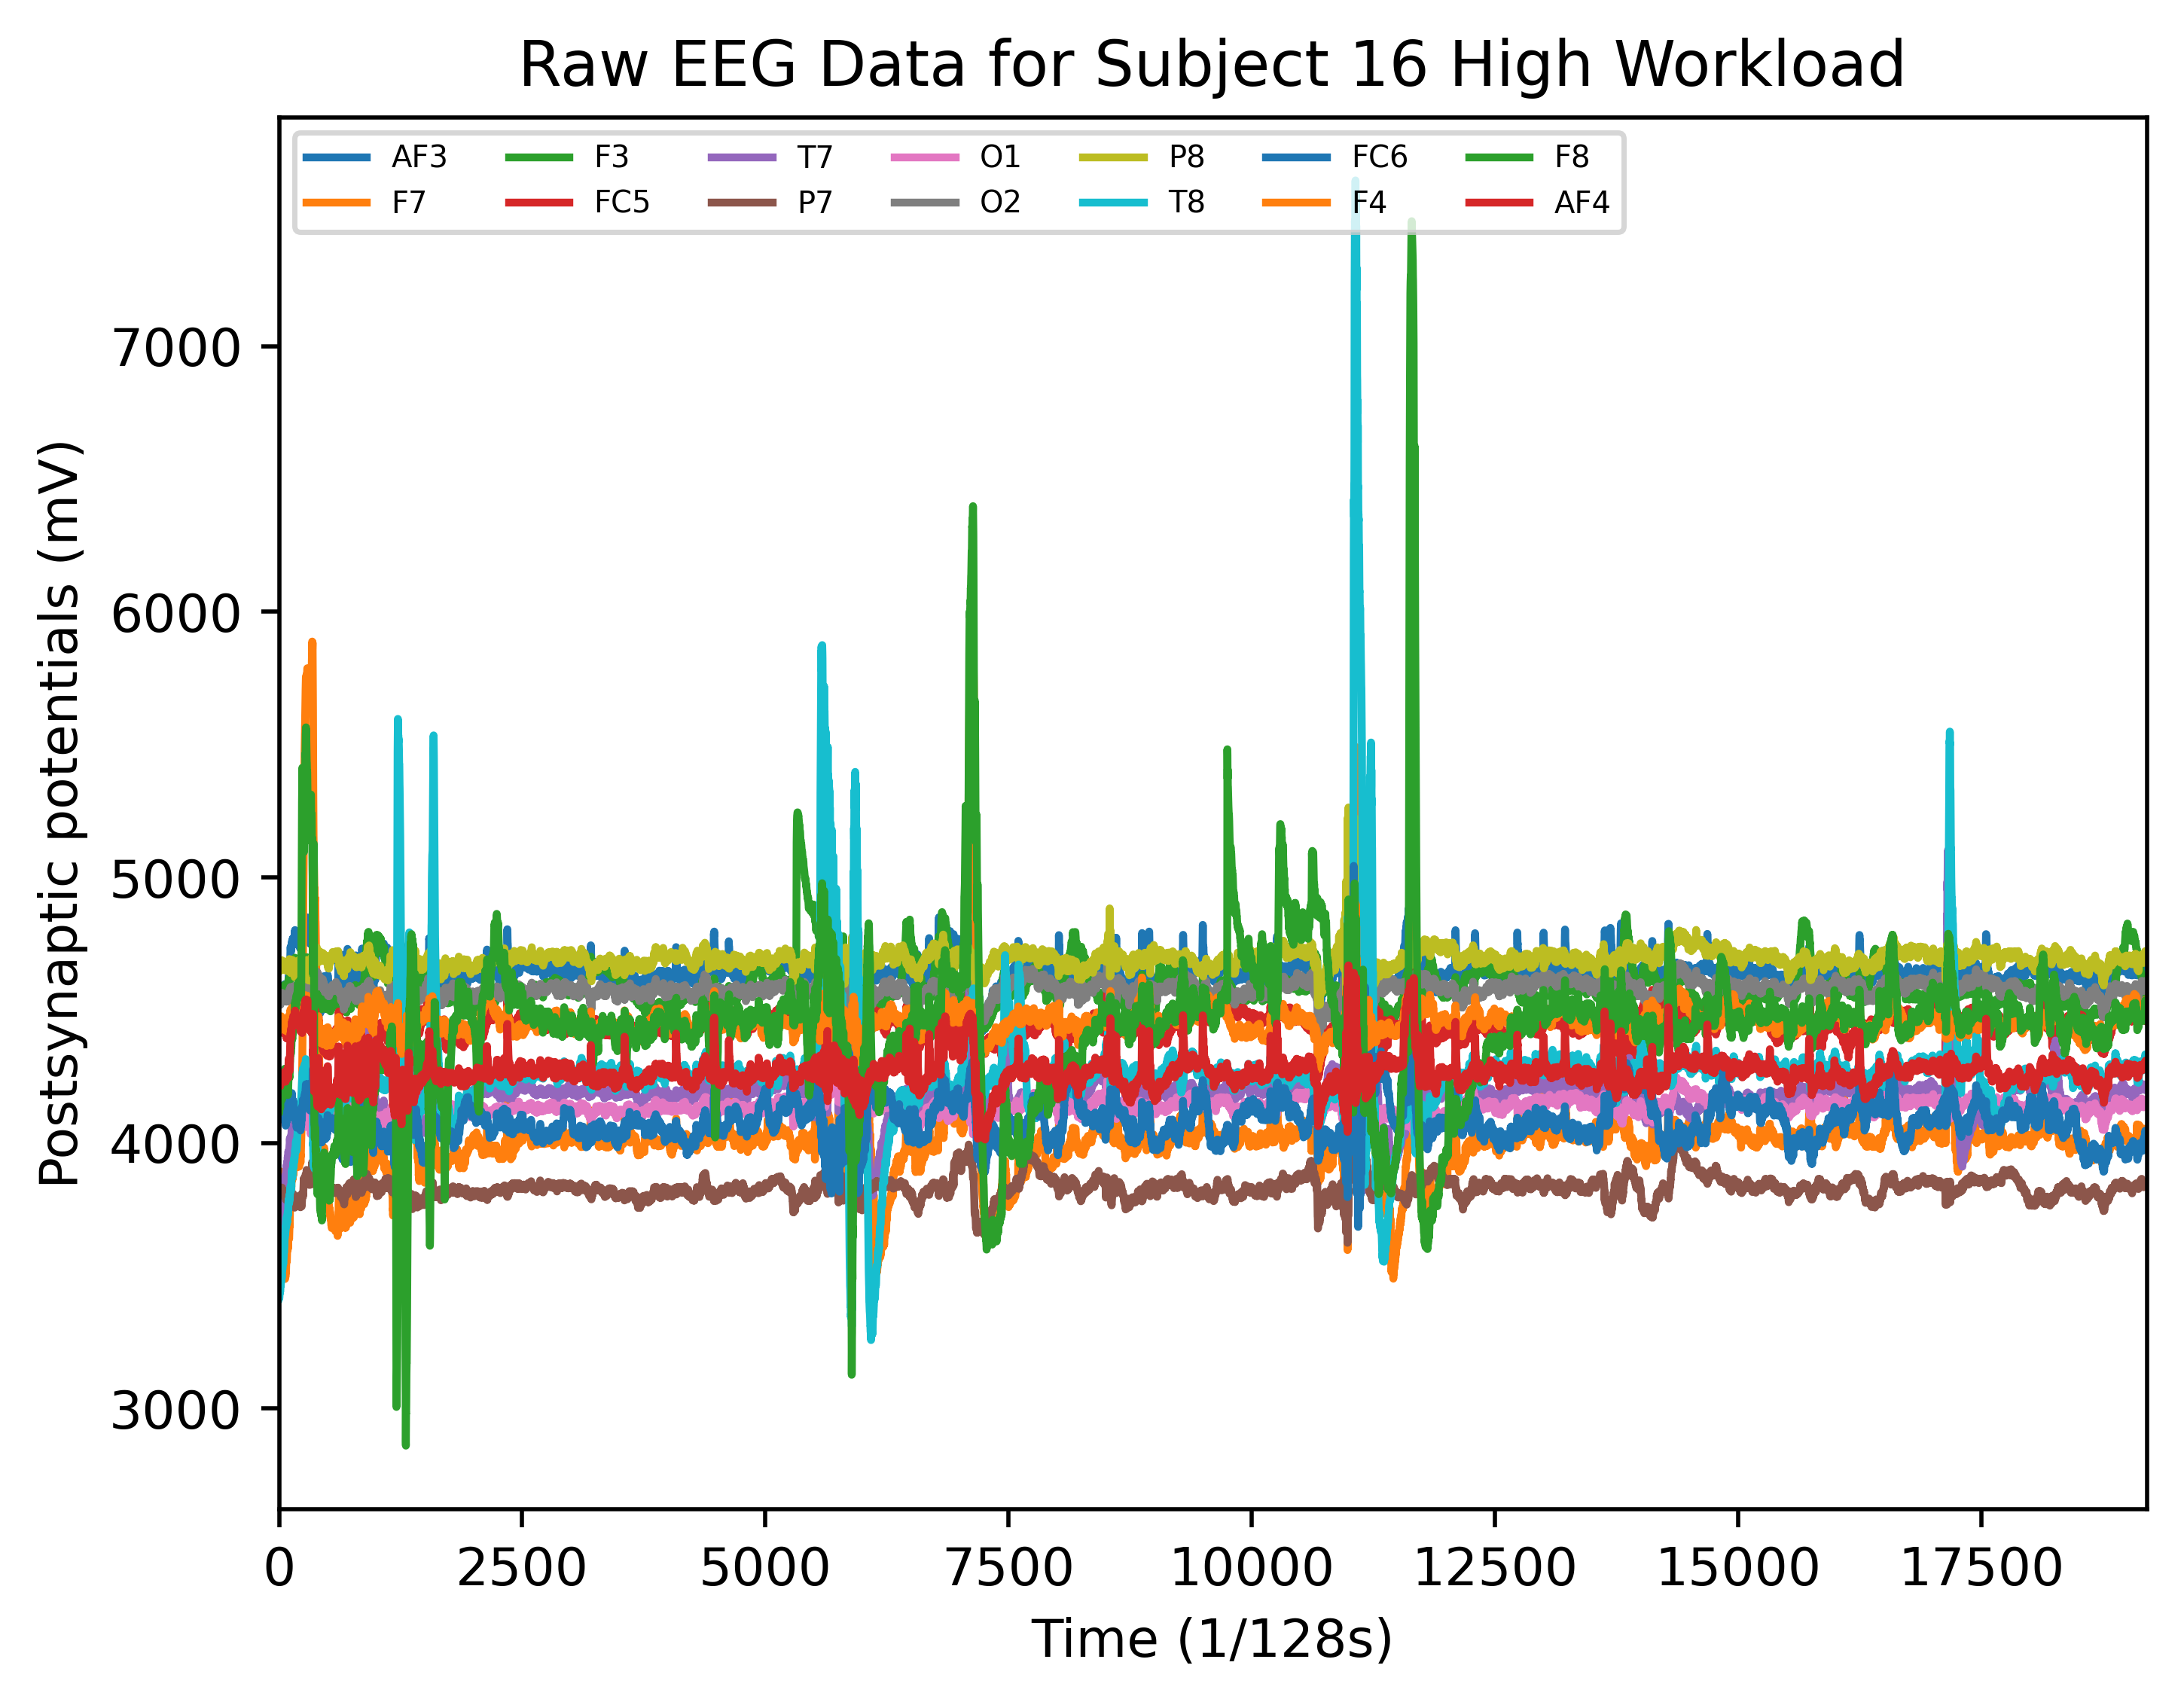 Raw EEG Data for Subject 16 High Workload
AF3 F3 T7 O1 P8 FC6 F8
F7 FC5 P7 O2 T8 F4 AF4
7000
6000
5000
4000
3000
Postsynaptic potentials (mV)
0 2500 5000 7500 10000 12500 15000 17500
Time (1/128s)